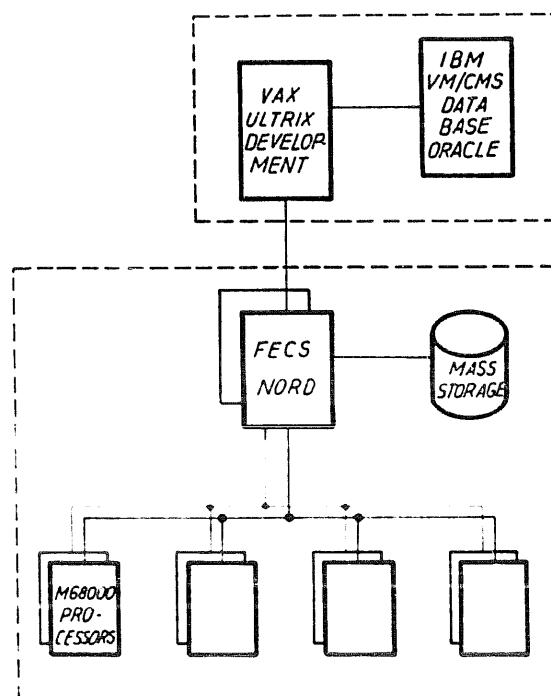 VAX
ULTRIX
DEVELOP-
MENT
IBM
VM/CMS
DATA
BASE
ORACLE
FECS
NORD
MASS
STORAGE
M68000
PRO-
CESSORS